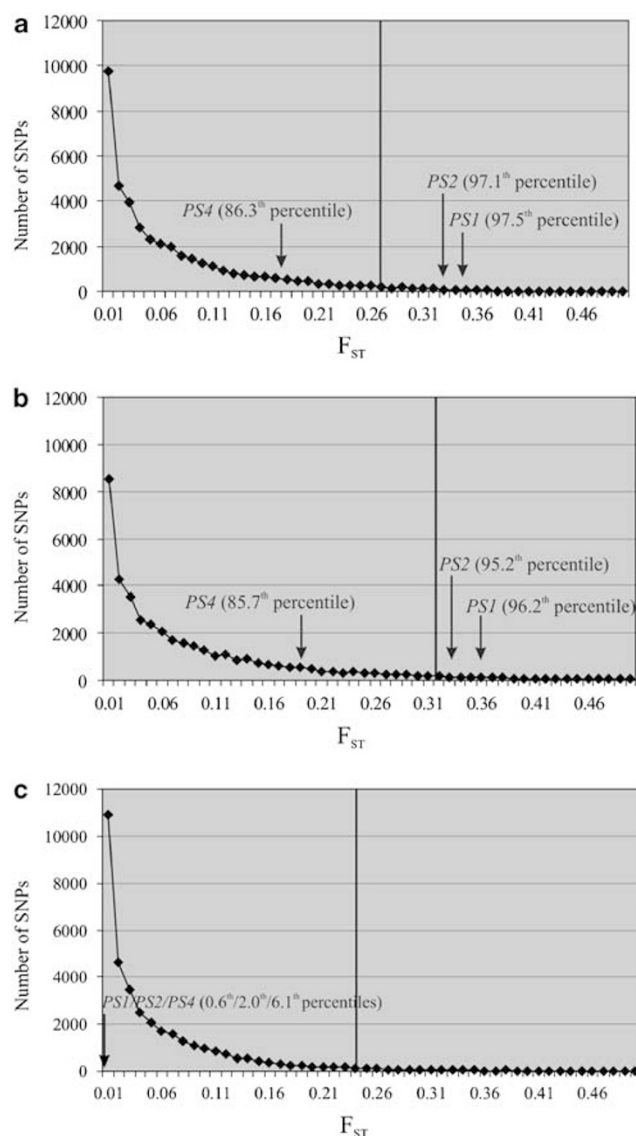 a
12000
10000
8000
6000
4000
2000
0
Number of SNPs
PS4 (86.3th percentile)
PS2 (97.1th percentile)
PS1 (97.5th percentile)
0.01 0.06 0.11 0.16 0.21 0.26 0.31 0.36 0.41 0.46
FST
b
12000
10000
8000
6000
4000
2000
0
Number of SNPs
PS4 (85.7th percentile)
PS2 (95.2th percentile)
PS1 (96.2th percentile)
0.01 0.06 0.11 0.16 0.21 0.26 0.31 0.36 0.41 0.46
FST
c
12000
10000
8000
6000
4000
2000
0
Number of SNPs
PS1/PS2/PS4 (0.6th/2.0th/6.1th percentiles)
0.01 0.06 0.11 0.16 0.21 0.26 0.31 0.36 0.41 0.46
FST